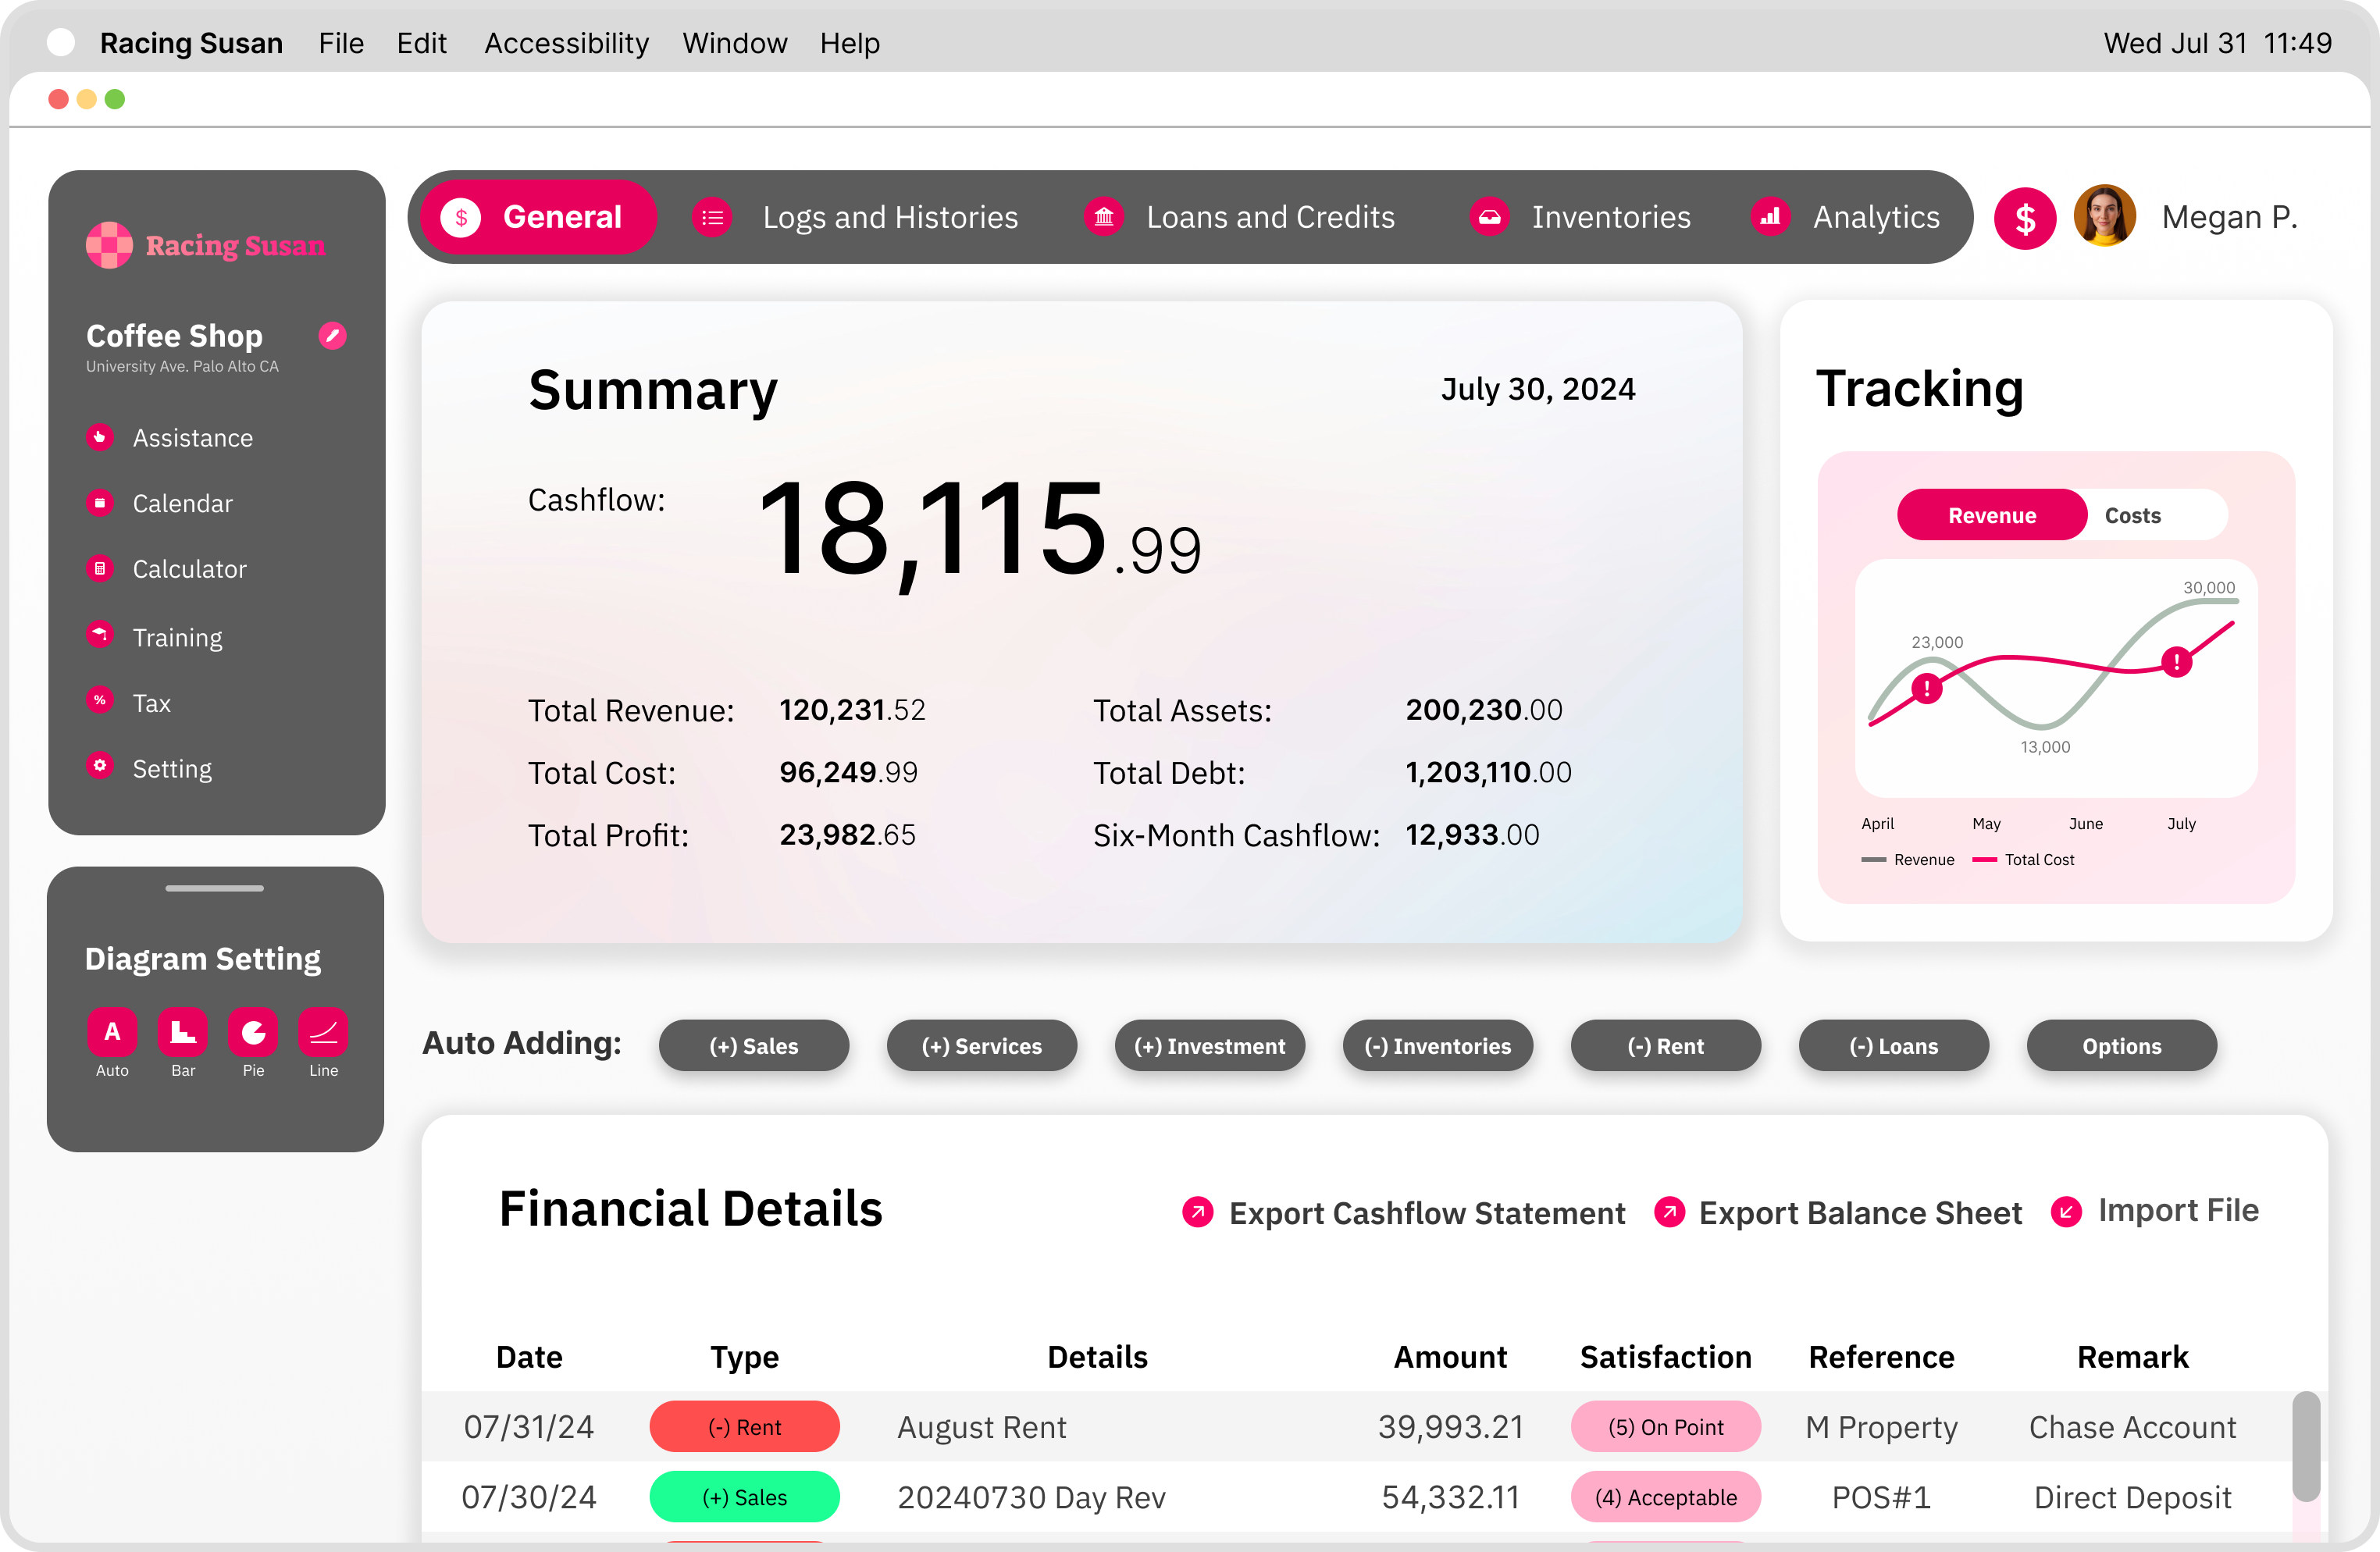 Racing Susan File Edit Accessibility Window Help Wed Jul 31 11:49
Racing Susan
Coffee Shop
University Ave. Palo Alto CA
Assistance
Calendar
Calculator
Training
% Tax
Setting
Diagram Setting
A
Auto Bar Pie Line
$ General Logs and Histories Loans and Credits Inventories Analytics $ Megan P.
Summary July 30, 2024
Cashflow: 18,115.99
Total Revenue: 120,231.52 Total Assets: 200,230.00
Total Cost: 96,249.99 Total Debt: 1,203,110.00
Total Profit: 23,982.65 Six-Month Cashflow: 12,933.00
Tracking
Revenue Costs
30,000
23,000
!
!
13,000
April May June July
Revenue Total Cost
Auto Adding: (+) Sales (+) Services (+) Investment (-) Inventories (-) Rent (-) Loans Options
Financial Details Export Cashflow Statement Export Balance Sheet Import File
Date Type Details Amount Satisfaction Reference Remark
07/31/24 (-) Rent August Rent 39,993.21 (5) On Point M Property Chase Account
07/30/24 (+) Sales 20240730 Day Rev 54,332.11 (4) Acceptable POS#1 Direct Deposit